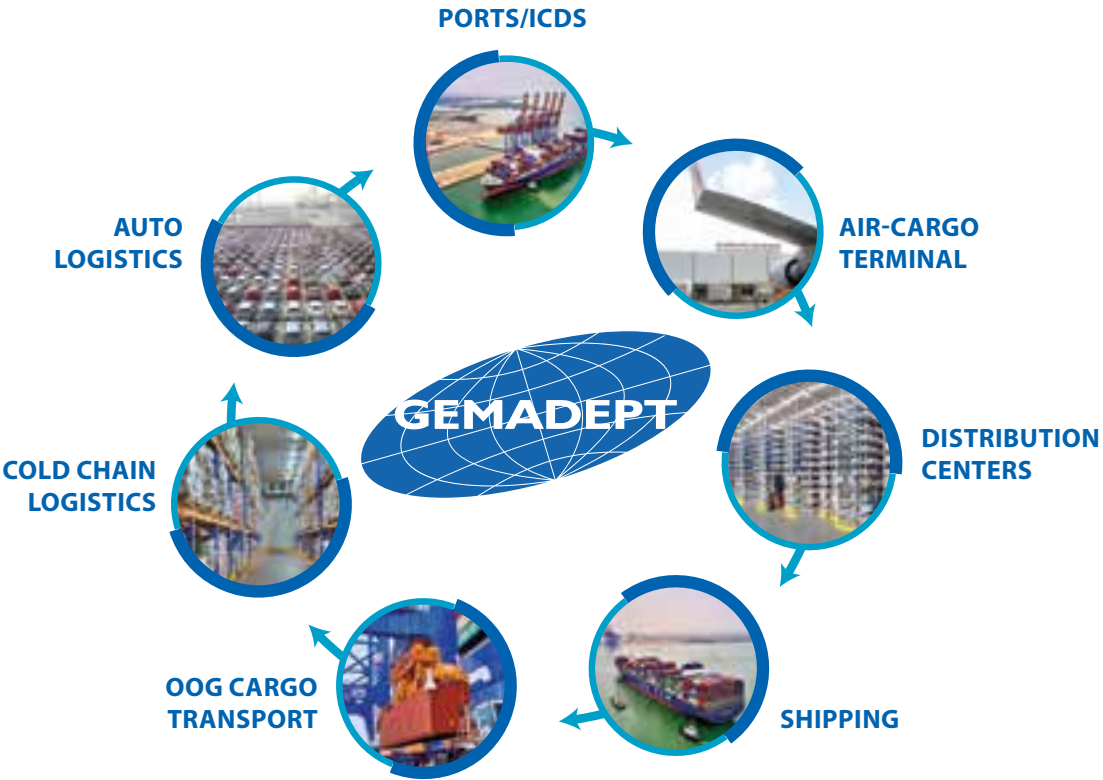 PORTS/ICDS
AIR-CARGO
TERMINAL
DISTRIBUTION
CENTERS
SHIPPING
OOG CARGO
TRANSPORT
COLD CHAIN
LOGISTICS
AUTO
LOGISTICS
GEMADEPT